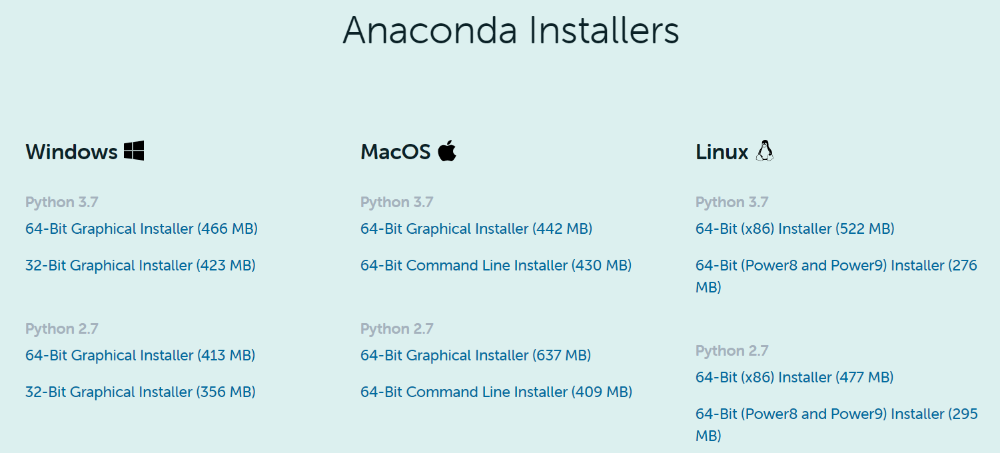 Anaconda Installers
Windows
Python 3.7
64-Bit Graphical Installer (466 MB)
32-Bit Graphical Installer (423 MB)
Python 2.7
64-Bit Graphical Installer (413 MB)
32-Bit Graphical Installer (356 MB)
MacOS
Python 3.7
64-Bit Graphical Installer (442 MB)
64-Bit Command Line Installer (430 MB)
Python 2.7
64-Bit Graphical Installer (637 MB)
64-Bit Command Line Installer (409 MB)
Linux
Python 3.7
64-Bit (x86) Installer (522 MB)
64-Bit (Power8 and Power9) Installer (276
MB)
Python 2.7
64-Bit (x86) Installer (477 MB)
64-Bit (Power8 and Power9) Installer (295
MB)